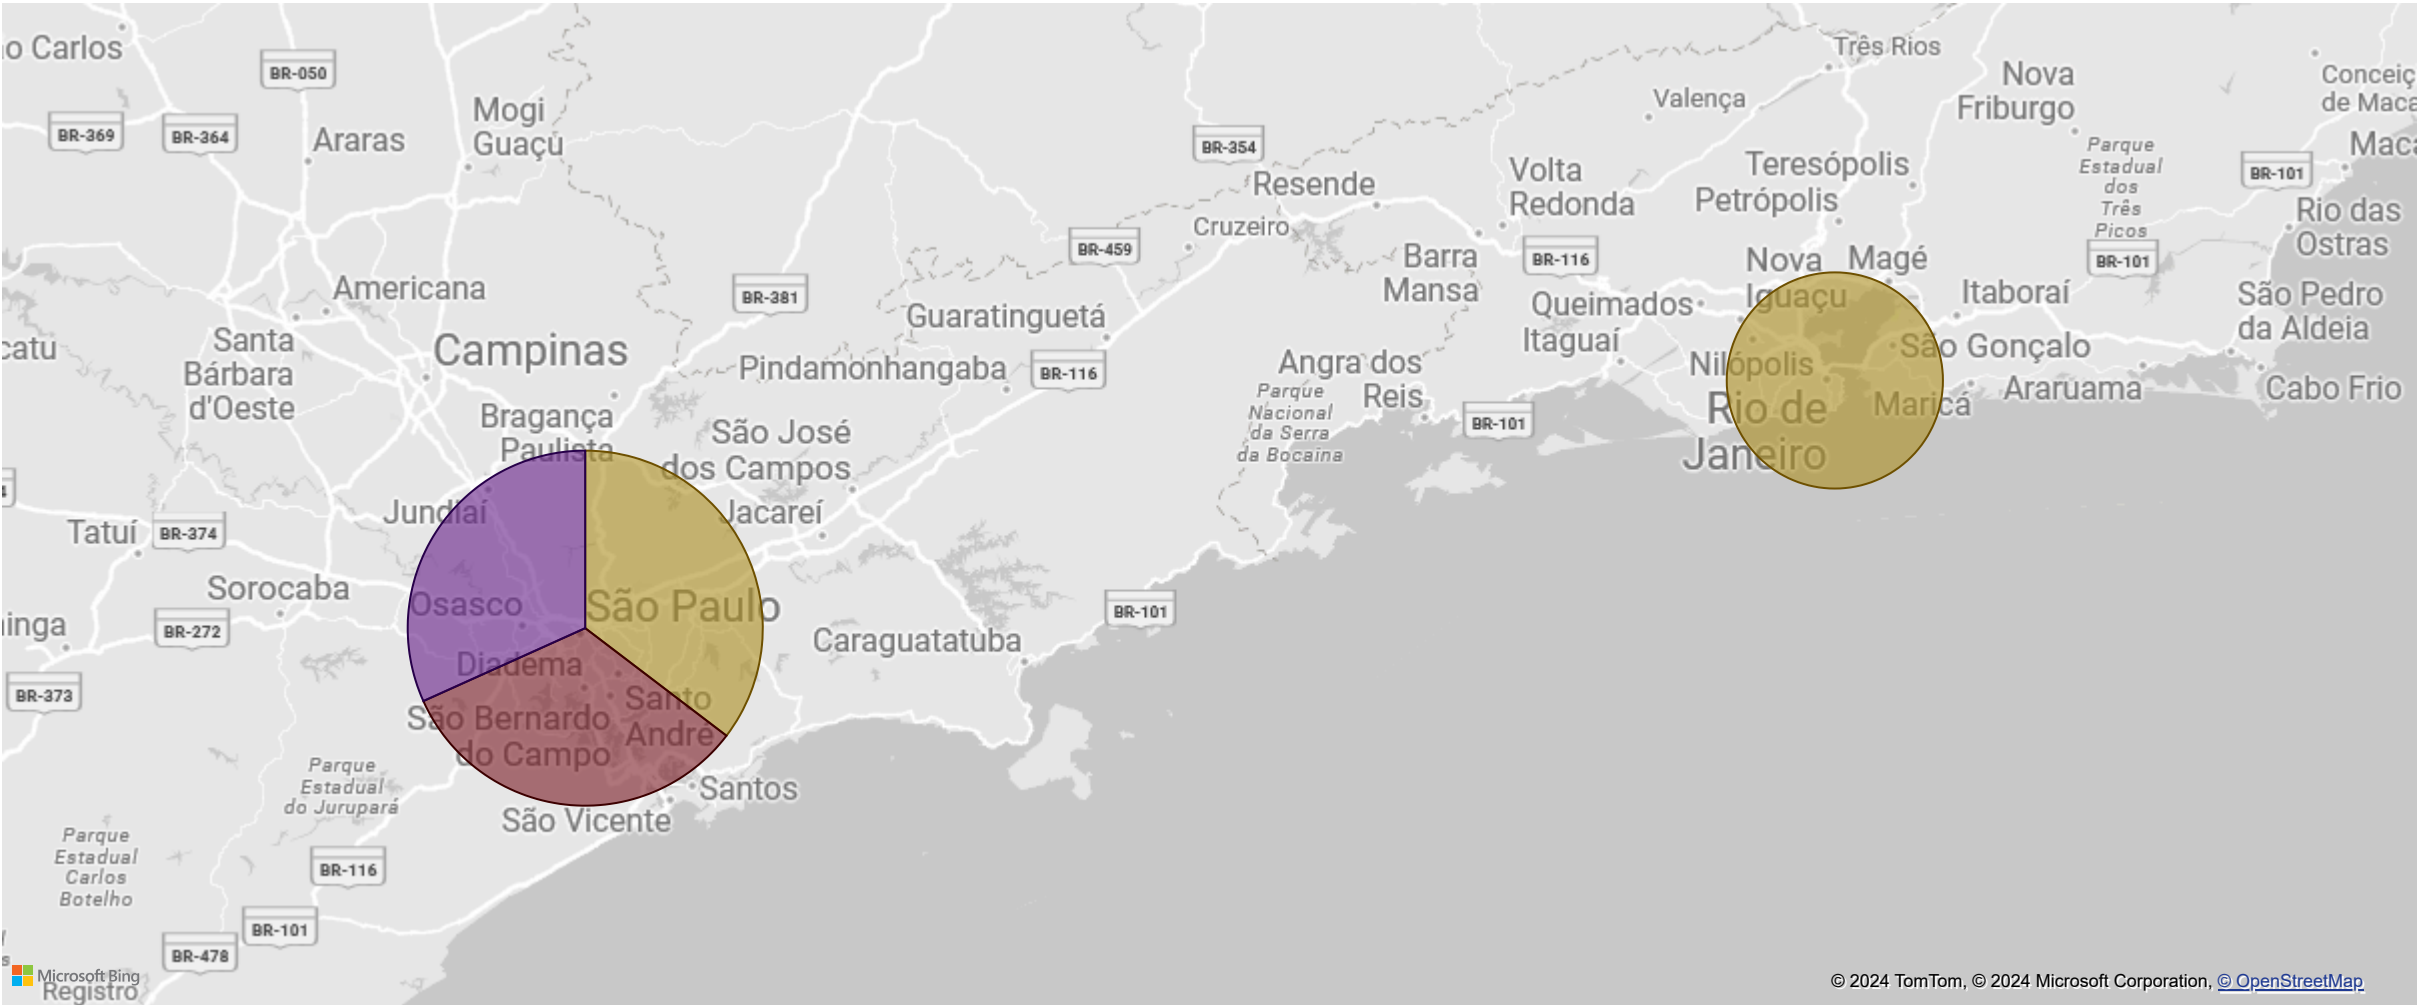 o Carlos
BR-050
Três Rios
Nova
Friburgo
Conceiç
de Maca
Valença
Mogi
Guaçu
BR-369
BR-364
Araras
BR-354
Maca
Parque
Estadual
dos
Três
Picos
BR-101
Volta
Redonda
Teresópolis
Petrópolis
Resende
Cruzeiro
Rio das
Ostras
BR-459
Barra
Mansa
BR-116
Nova
Iguaçu
Magé
BR-101
Americana
BR-381
Queimados
Itaguaí
Itaboraí
São Pedro
da Aldeia
Guaratinguetá
Santa
Bárbara
d'Oeste
catu
Campinas
Pindamonhangaba
BR-116
Angra dos
Reis
Nilópolis
São Gonçalo
Parque
Nacional
da Serra
da Bocaina
BR-101
Rio de
Janeiro
Maricá
Araruama
Cabo Frio
Bragança
Paulista
São José
dos Campos
4
Jundiaí
Jacareí
Tatuí
BR-374
Sorocaba
Osasco
São Paulo
BR-101
inga
BR-272
Caraguatatuba
Diadema
BR-373
Santo
André
São Bernardo
do Campo
Parque
Estadual
do Jurupará
Santos
São Vicente
Parque
Estadual
Carlos
Botelho
BR-116
BR-101
BR-478
Microsoft Bing
Registro
© 2024 TomTom, © 2024 Microsoft Corporation, © OpenStreetMap